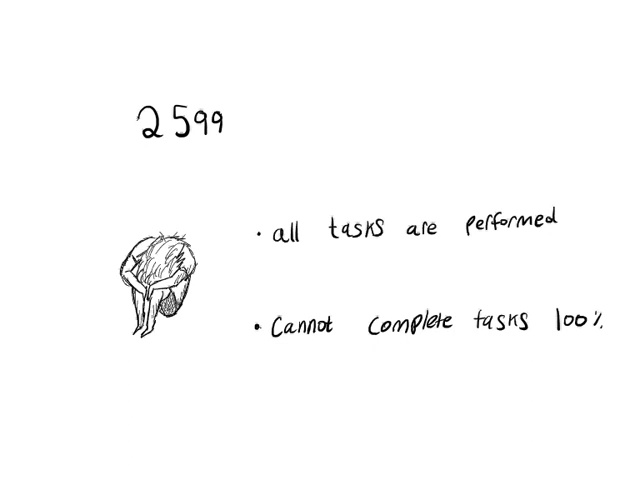 2599
• all tasks are performed
• Cannot complete tasks 100%